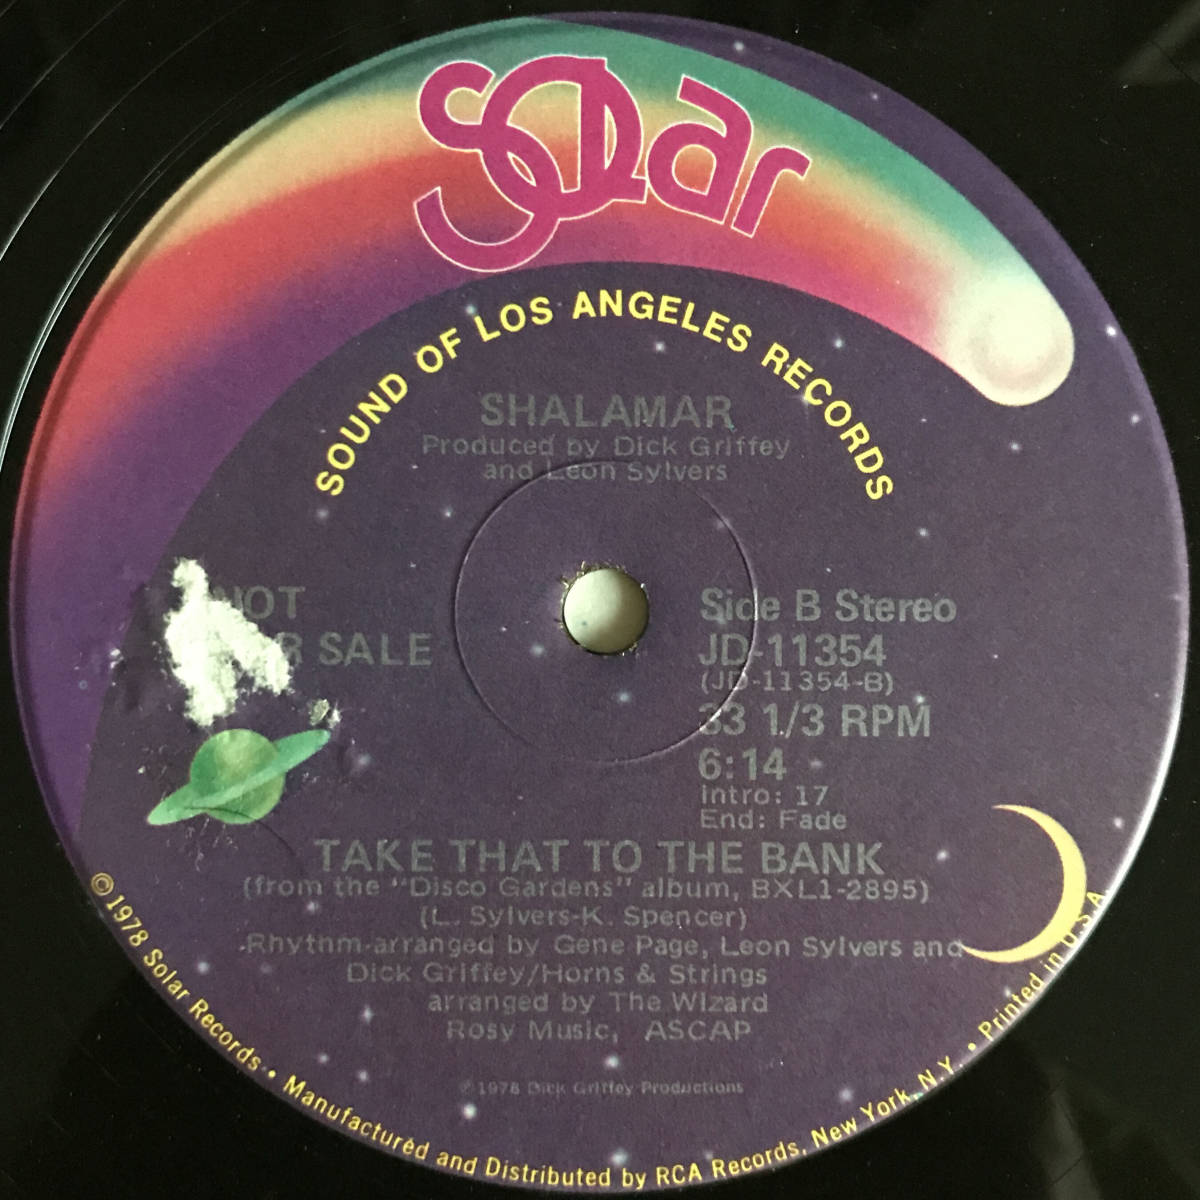 SOLAR
SOUND OF LOS ANGELES RECORDS
SHALAMAR
Produced by Dick Griffey
and Leon Sylvers
NOT
SALE
Side B Stereo
JD-11354
(JD-11354-B)
33 1/3 RPM
6:14
Intro: 17
End: Fade
TAKE THAT TO THE BANK
(from the "Disco Gardens" album, BXL1-2895)
(L. Sylvers-K. Spencer)
Rhythm-arranged by Gene Page, Leon Sylvers and
Dick Griffey/Horns & Strings
arranged by The Wizard
Rosy Music, ASCAP
℗ 1978 Dick Griffey Productions
©1978 Solar Records • Manufactured and Distributed by RCA Records, New York, N.Y. • Printed in U.S.A.